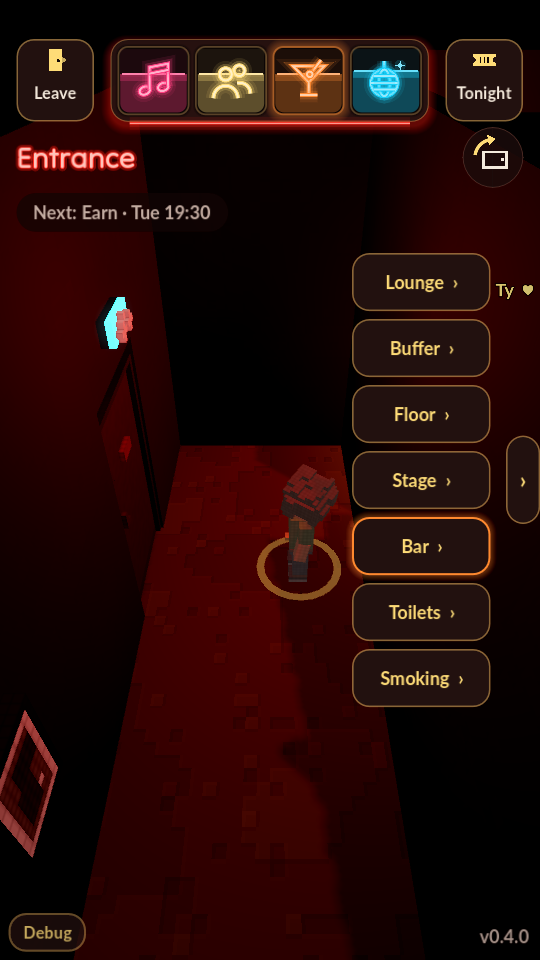 Leave
Tonight
Entrance
Next: Earn · Tue 19:30
Lounge ›
Ty ♥
Buffer ›
Floor ›
Stage ›
›
Bar ›
Toilets ›
Smoking ›
Debug
v0.4.0